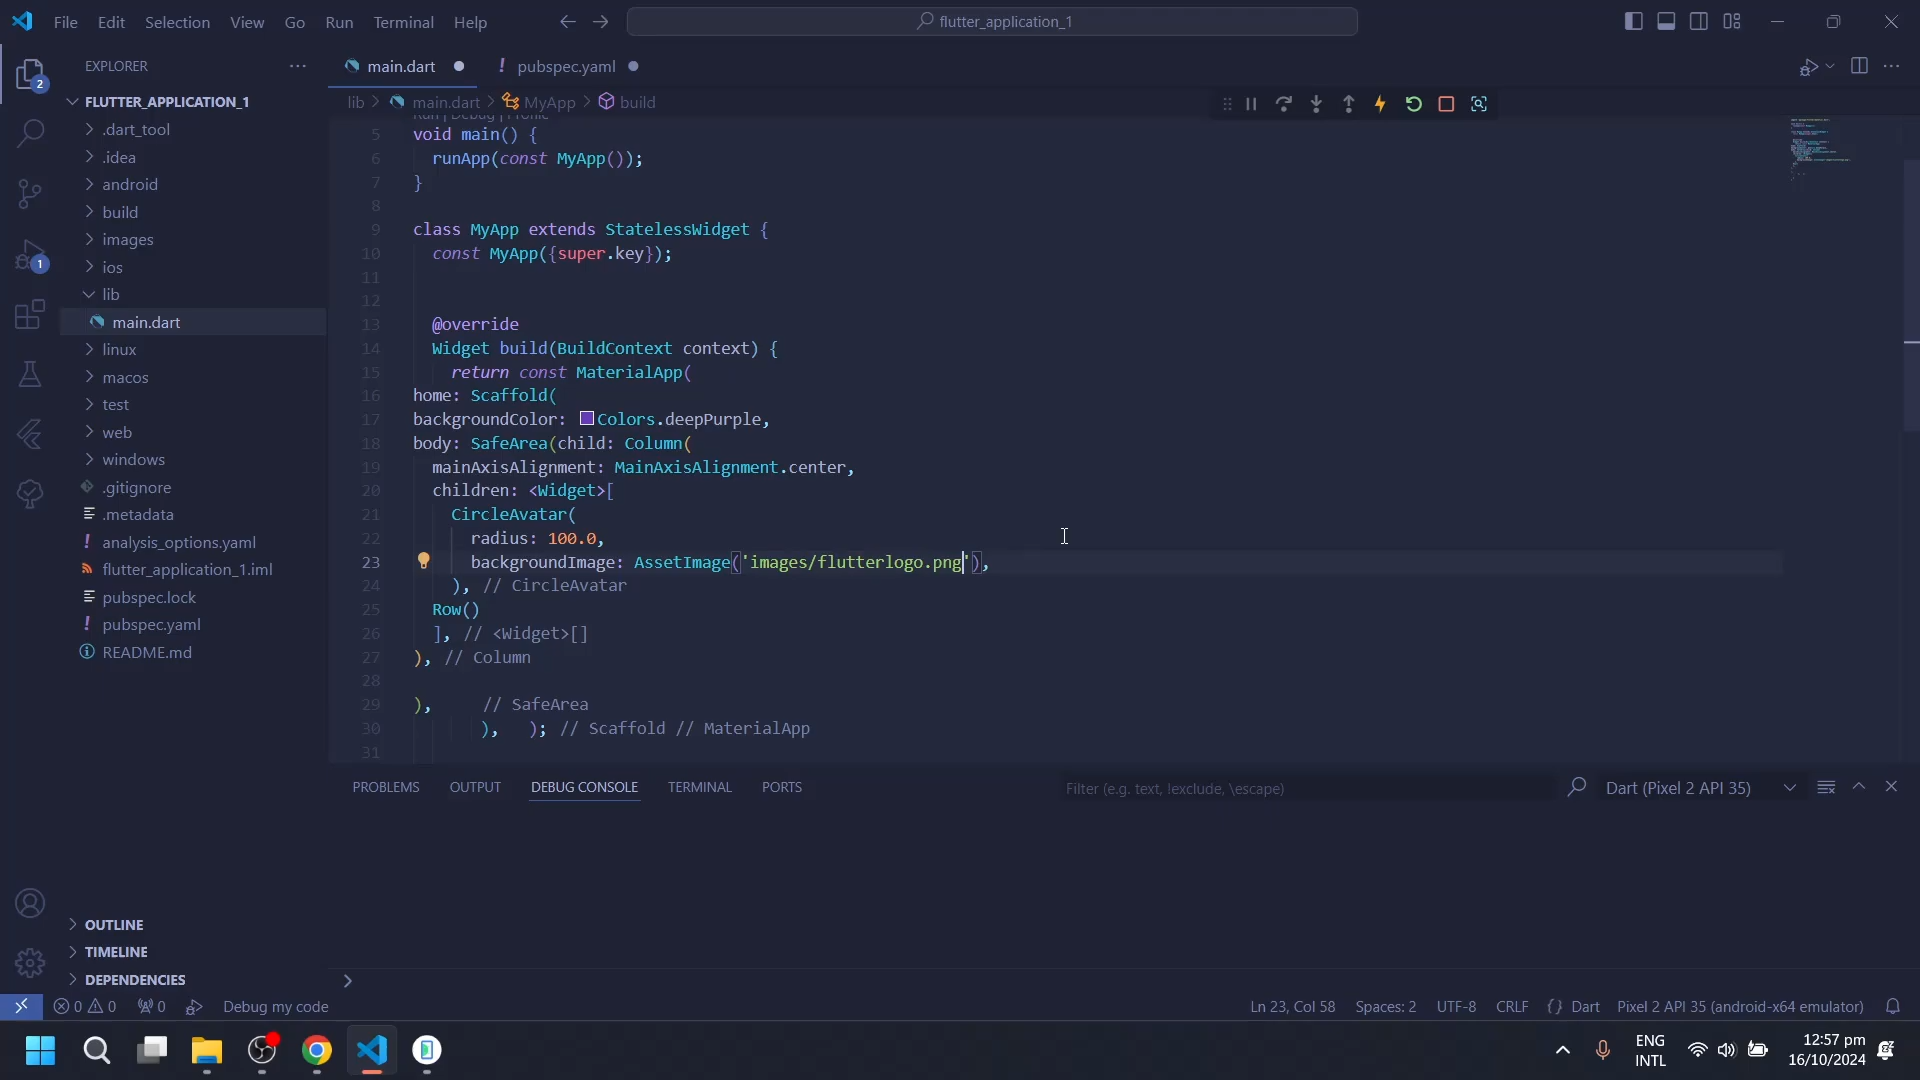 File Edit Selection View Go Run Terminal Help
flutter_application_1
EXPLORER
main.dart
pubspec.yaml
FLUTTER_APPLICATION_1
lib > main.dart > MyApp > build
.dart_tool
.idea
android
build
images
ios
lib
main.dart
linux
macos
test
web
windows
.gitignore
.metadata
analysis_options.yaml
flutter_application_1.iml
pubspec.lock
pubspec.yaml
README.md
OUTLINE
TIMELINE
DEPENDENCIES
2
1
Run | Debug | Profile
5 void main() {
6 runApp(const MyApp());
7 }
8
9 class MyApp extends StatelessWidget {
10 const MyApp({super.key});
11
12
13 @override
14 Widget build(BuildContext context) {
15 return const MaterialApp(
16 home: Scaffold(
17 backgroundColor: Colors.deepPurple,
18 body: SafeArea(child: Column(
19 mainAxisAlignment: MainAxisAlignment.center,
20 children: <Widget>[
21 CircleAvatar(
22 radius: 100.0,
23 backgroundImage: AssetImage('images/flutterlogo.png'),
24 ), // CircleAvatar
25 Row()
26 ], // <Widget>[]
27 ), // Column
28
29 ), // SafeArea
30 ), ); // Scaffold // MaterialApp
31
PROBLEMS OUTPUT DEBUG CONSOLE TERMINAL PORTS
Filter (e.g. text, !exclude, \escape)
Dart (Pixel 2 API 35)
0 0 0 Debug my code
Ln 23, Col 58 Spaces: 2 UTF-8 CRLF {} Dart Pixel 2 API 35 (android-x64 emulator)
ENG
INTL
12:57 pm
16/10/2024